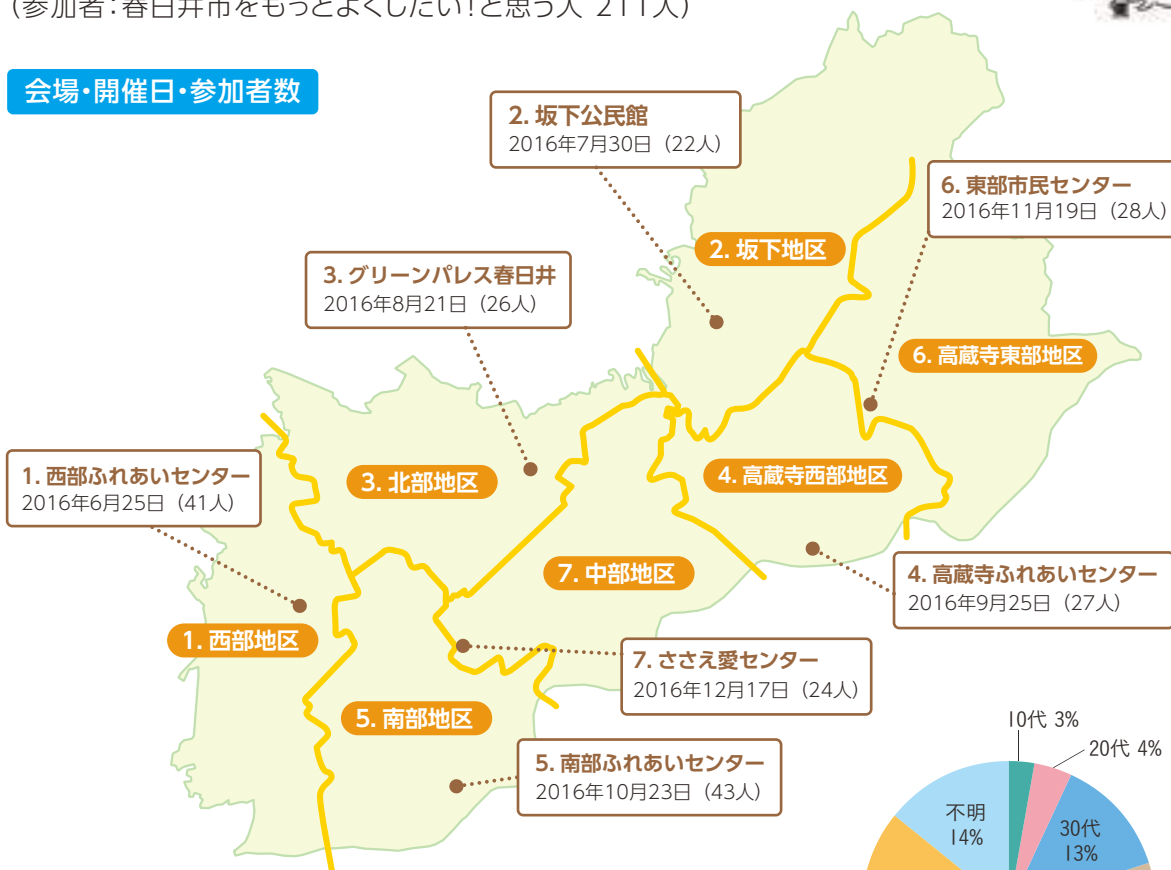 (参加者:春日井市をもっとよくしたい!と思う人 211人)
会場・開催日・参加者数
2. 坂下公民館
2016年7月30日(22人)
6. 東部市民センター
2016年11月19日(28人)
2. 坂下地区
3. グリーンパレス春日井
2016年8月21日(26人)
6. 高蔵寺東部地区
1. 西部ふれあいセンター
2016年6月25日(41人)
3. 北部地区
4. 高蔵寺西部地区
7. 中部地区
4. 高蔵寺ふれあいセンター
2016年9月25日(27人)
1. 西部地区
7. ささえ愛センター
2016年12月17日(24人)
5. 南部地区
5. 南部ふれあいセンター
2016年10月23日(43人)
10代 3%
20代 4%
不明
14%
30代
13%